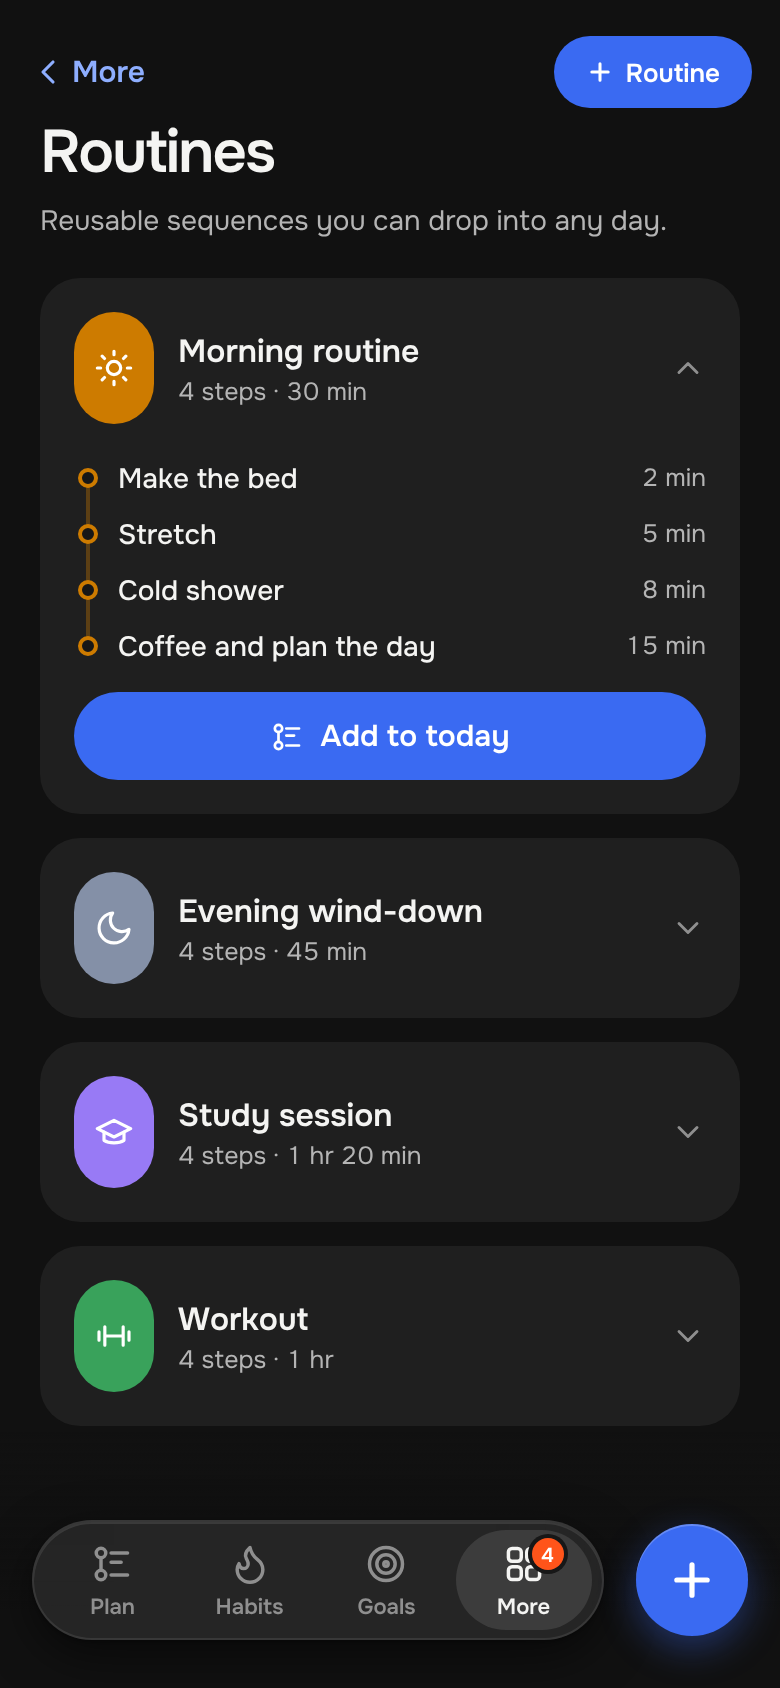 More
Routine
Routines
Reusable sequences you can drop into any day.
Morning routine
4 steps · 30 min
Make the bed
2 min
Stretch
5 min
Cold shower
8 min
Coffee and plan the day
15 min
Add to today
Evening wind-down
4 steps · 45 min
Study session
4 steps · 1 hr 20 min
Workout
4 steps · 1 hr
4
Plan
Habits
Goals
More